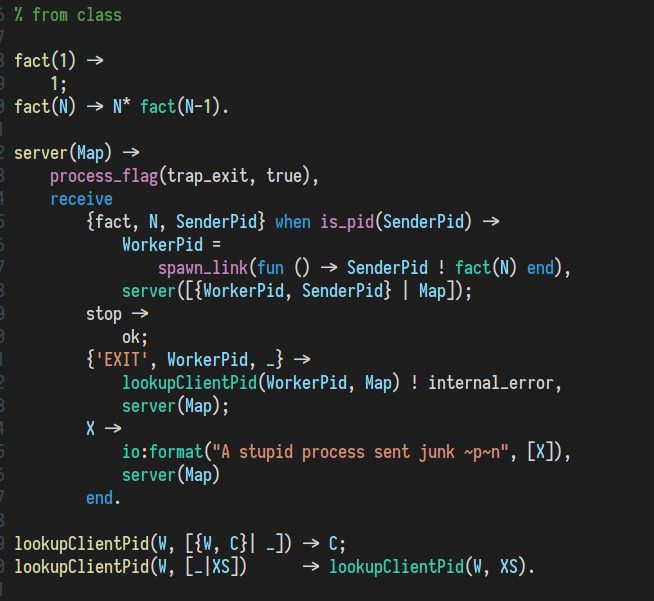 % from class
fact(1) →
    1;
fact(N) → N* fact(N-1).
server(Map) →
    process_flag(trap_exit, true),
    receive
        {fact, N, SenderPid} when is_pid(SenderPid) →
            WorkerPid =
                spawn_link(fun () → SenderPid ! fact(N) end),
            server([{WorkerPid, SenderPid} | Map]);
        stop →
            ok;
        {'EXIT', WorkerPid, _} →
            lookupClientPid(WorkerPid, Map) ! internal_error,
            server(Map);
        X →
            io:format("A stupid process sent junk ~p~n", [X]),
            server(Map)
        end.
lookupClientPid(W, [{W, C}| _]) → C;
lookupClientPid(W, [_|XS])      → lookupClientPid(W, XS).